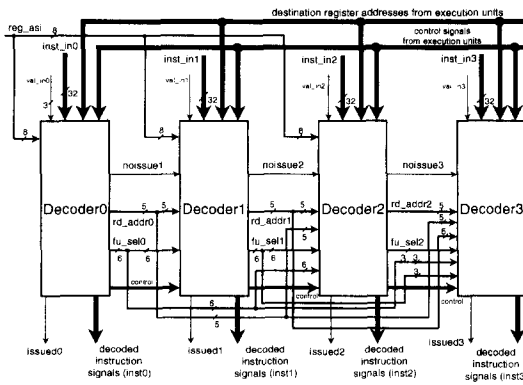 destination register addresses from execution units
reg_asi 8
control signals
from execution units
inst_in0 inst_in1 inst_in2 inst_in3
val_in0 val_in1 val_in2 val_in3
3 32 32 32 32
8 8 8
noissue1 noissue2 noissue3
Decoder0 Decoder1 Decoder2 Decoder3
5 5 5 5 5
rd_addr0 rd_addr1 rd_addr2
5 5 5
fu_sel0 fu_sel1 fu_sel2
6 6 6 6 6 3 3
3
control control control
6
5
issued0 issued1 issued2 issued3
decoded decoded decoded decoded
instruction instruction instruction instruction
signals (inst0) signals (inst1) signals (inst2) signals (inst3)